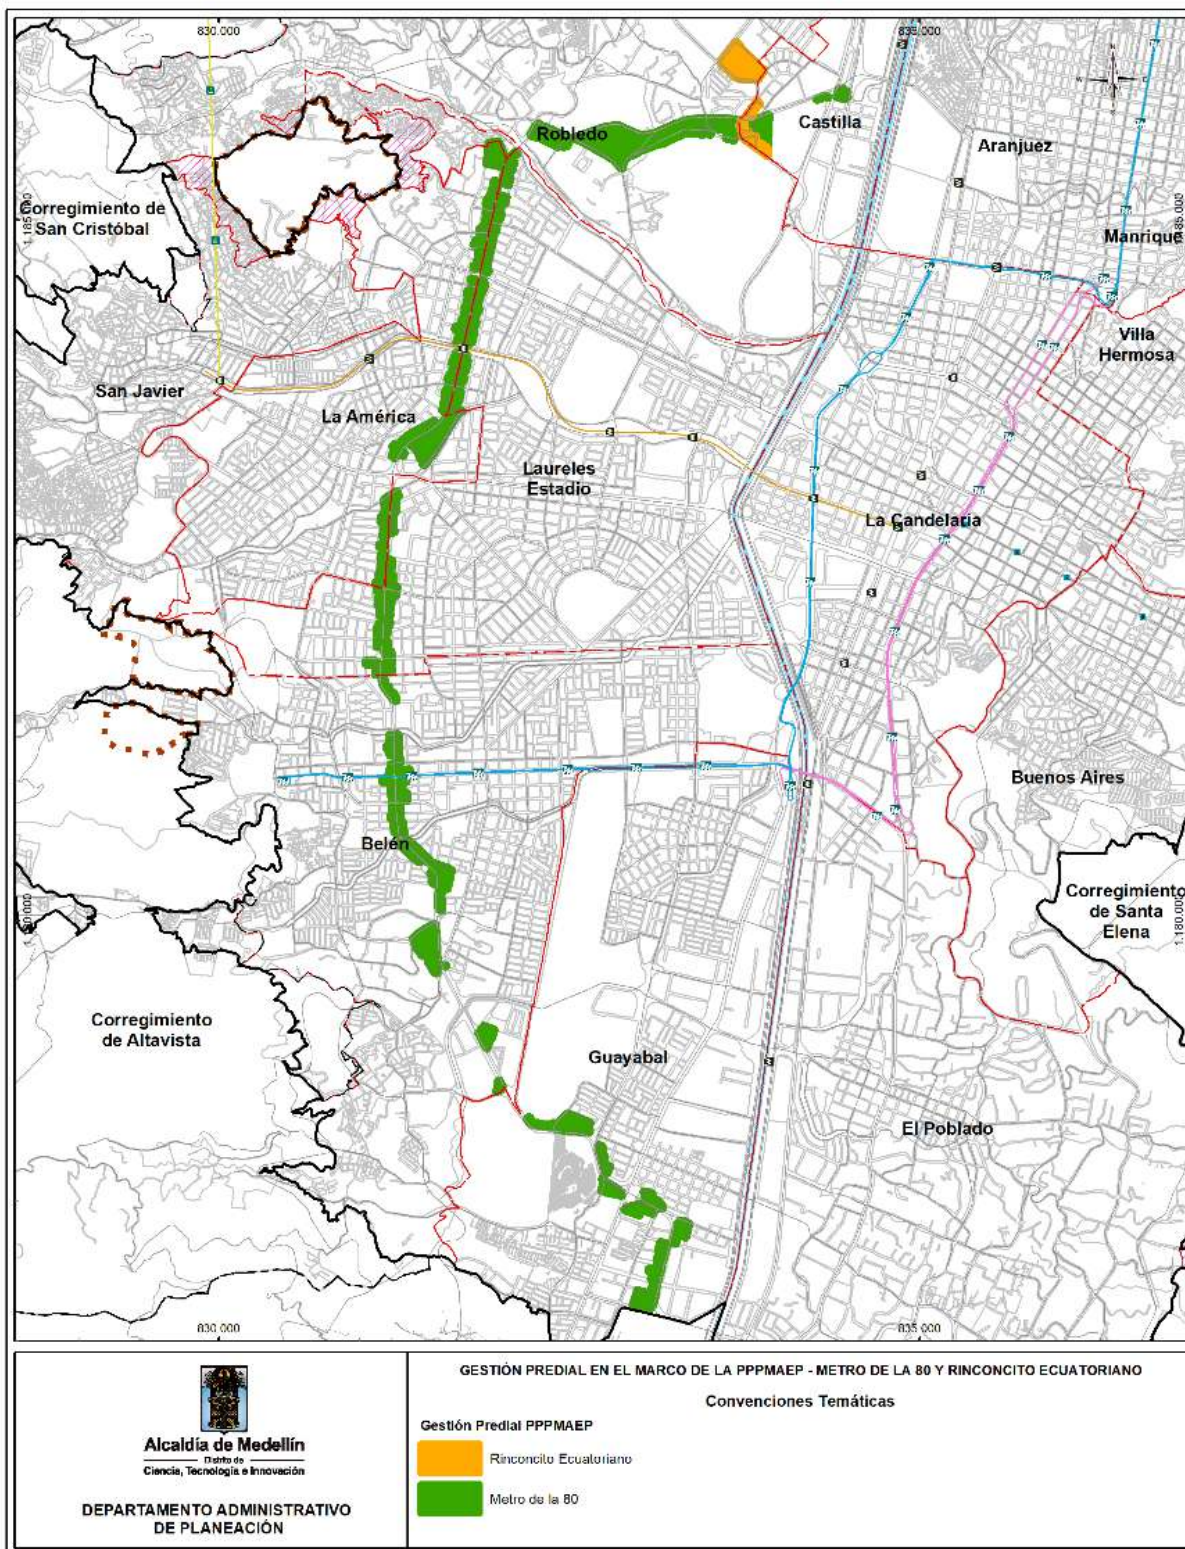 830.000
835.000
Robledo
Castilla
Aranjuez
Corregimiento de
San Cristóbal
1.185.000
Manrique
Villa
Hermosa
San Javier
La América
Laureles
Estadio
La Candelaria
Buenos Aires
Belén
Corregimiento
de Santa
Elena
1.180.000
Corregimiento
de Altavista
Guayabal
El Poblado
830.000
835.000
Alcaldía de Medellín
Distrito de
Ciencia, Tecnología e Innovación
DEPARTAMENTO ADMINISTRATIVO
DE PLANEACIÓN
GESTIÓN PREDIAL EN EL MARCO DE LA PPPMAEP - METRO DE LA 80 Y RINCONCITO ECUATORIANO
Convenciones Temáticas
Gestión Predial PPPMAEP
Rinconcito Ecuatoriano
Metro de la 80